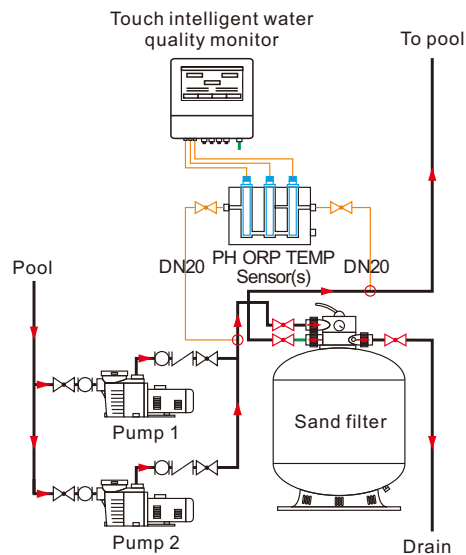 Touch intelligent water
quality monitor
To pool
PH ORP TEMP
Sensor(s)
DN20
DN20
Pool
Pump 1
Sand filter
Pump 2
Drain